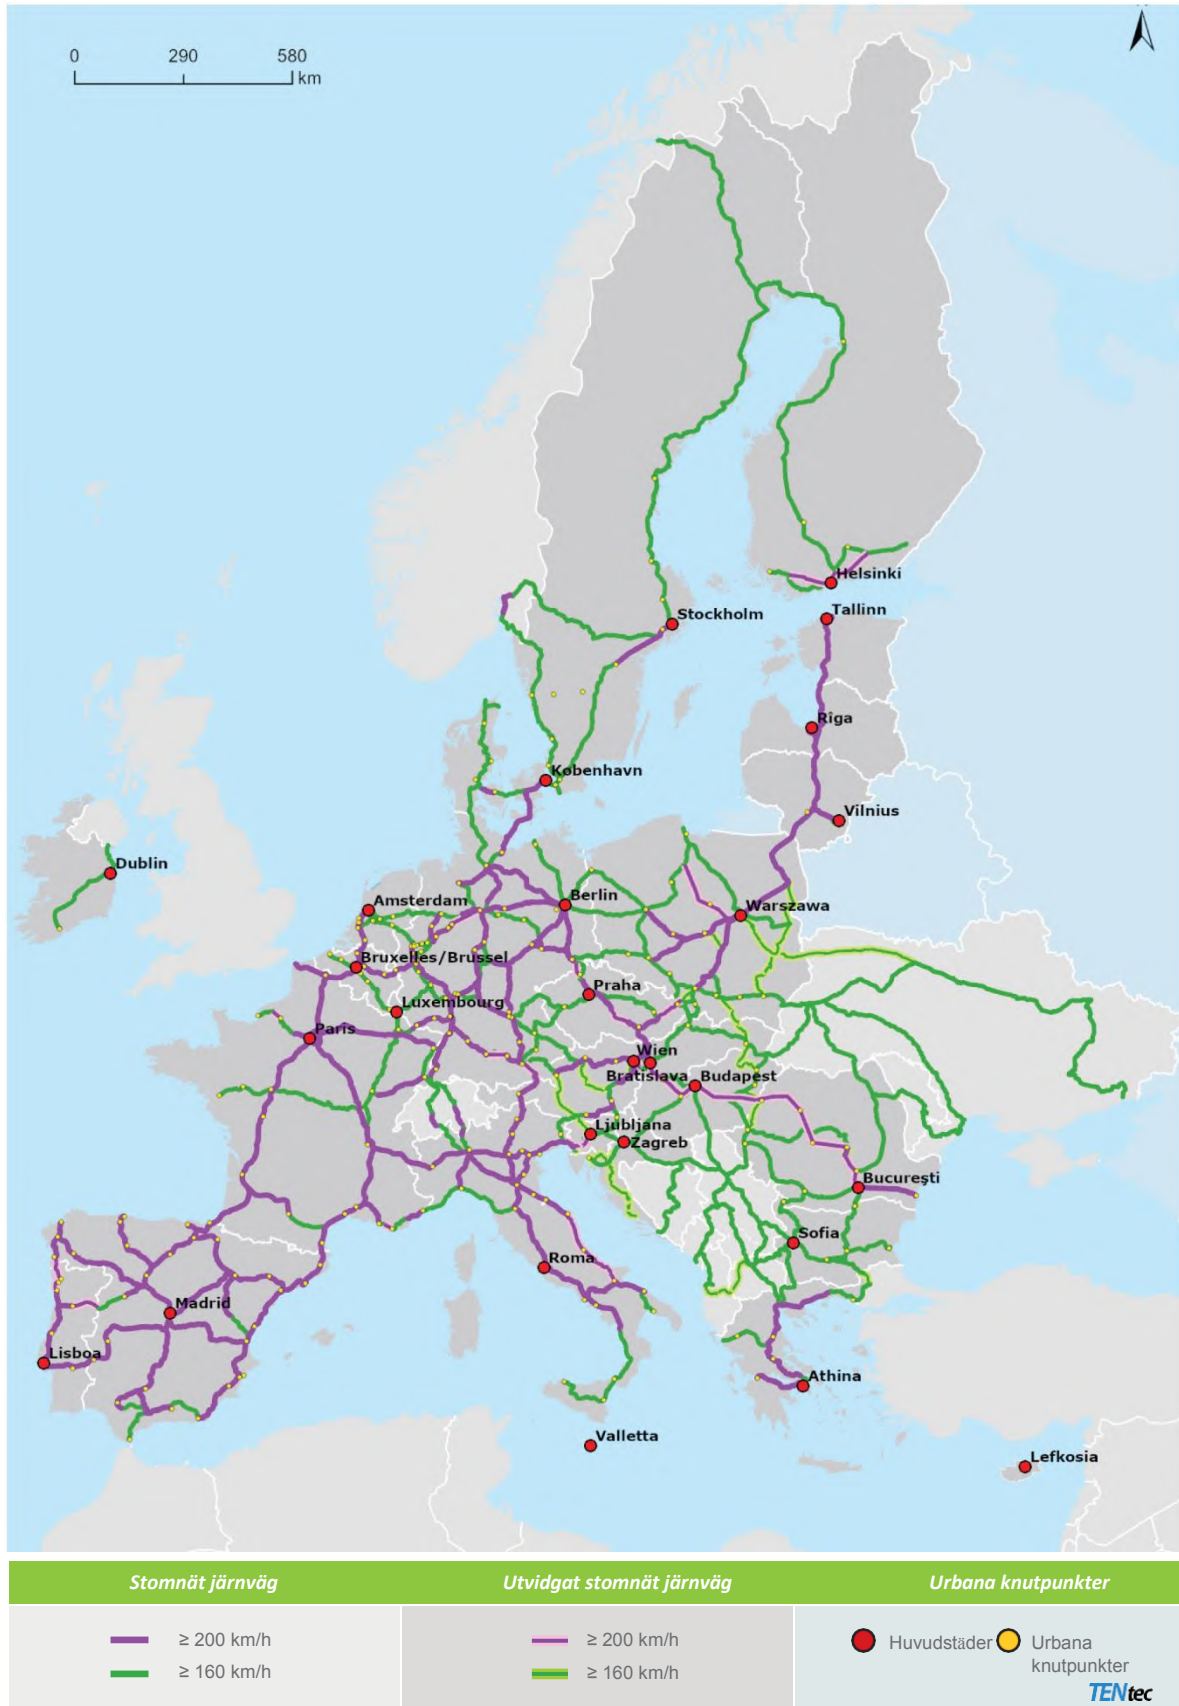 0 290 580
km
Helsinki
Stockholm
Tallinn
Rīga
København
Vilnius
Dublin
Amsterdam
Berlin
Warszawa
Bruxelles/Brussel
Praha
Luxembourg
Paris
Wien
Bratislava
Budapest
Ljubljana
Zagreb
Bucureşti
Sofia
Roma
Madrid
Lisboa
Athina
Valletta
Lefkosia
Stomnät järnväg
≥ 200 km/h
≥ 160 km/h
Utvidgat stomnät järnväg
≥ 200 km/h
≥ 160 km/h
Urbana knutpunkter
Huvudstäder
Urbana
knutpunkter
TENtec